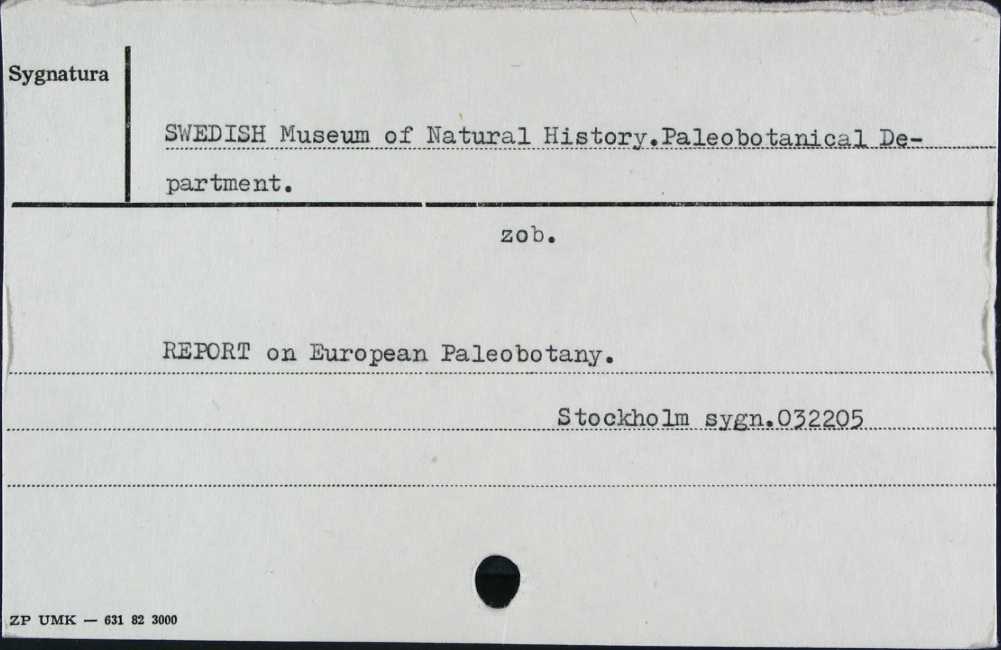 Sygnatura
SWEDISH Museum of Natural History.Paleobotanical De-
partment.
zob.
REPORT on European Paleobotany.
Stockholm sygn.032205
ZP UMK — 631 82 3000